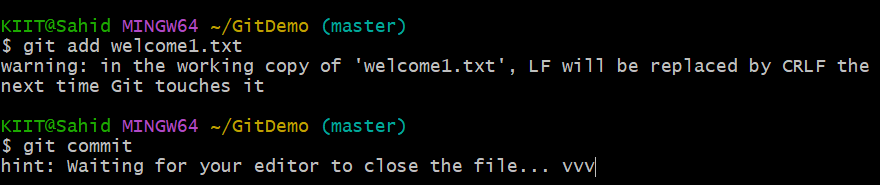 KIIT@Sahid MINGW64 ~/GitDemo (master)
$ git add welcome1.txt
warning: in the working copy of 'welcome1.txt', LF will be replaced by CRLF the
next time Git touches it
KIIT@Sahid MINGW64 ~/GitDemo (master)
$ git commit
hint: Waiting for your editor to close the file... vvv